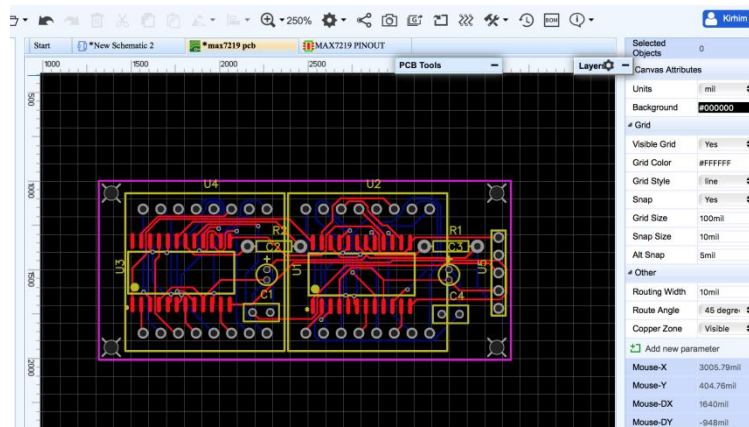 250%
BOM
Kirhim
Start
*New Schematic 2
*max7219 pcb
MAX7219 PINOUT
PCB Tools
Layers
1000
1500
2000
2500
500
1000
1500
2000
U4
U2
R2
R1
C2
C3
U3
U1
U5
C1
C4
Selected Objects 0
Canvas Attributes
Units mil
Background #000000
Grid
Visible Grid Yes
Grid Color #FFFFFF
Grid Style line
Snap Yes
Grid Size 100mil
Snap Size 10mil
Alt Snap 5mil
Other
Routing Width 10mil
Route Angle 45 degre
Copper Zone Visible
Add new parameter
Mouse-X 3005.79mil
Mouse-Y 404.76mil
Mouse-DX 1640mil
Mouse-DY -948mil